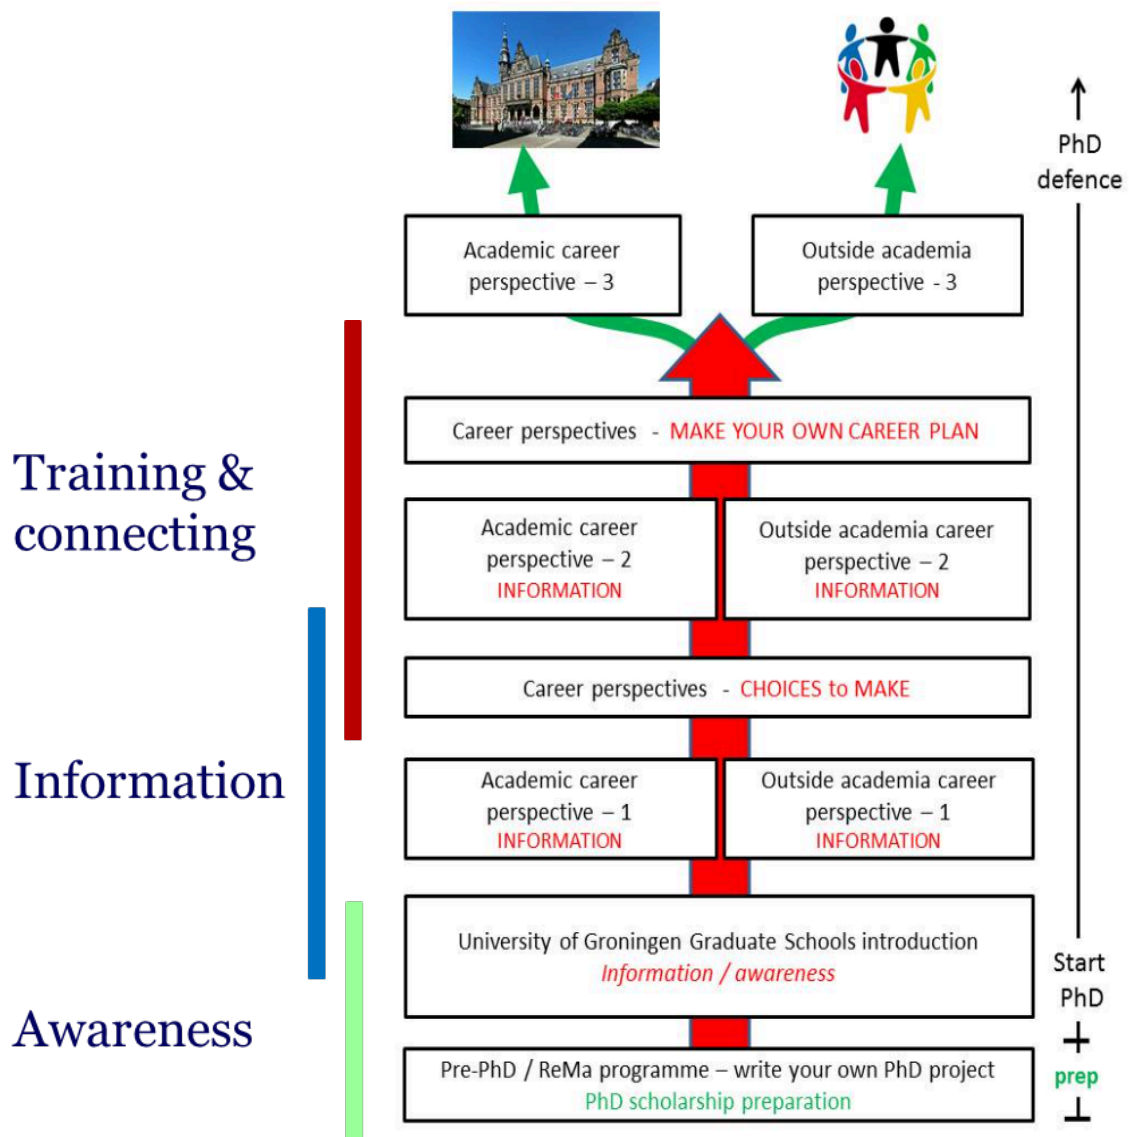 PhD
defence
Academic career
perspective – 3
Outside academia
perspective - 3
Career perspectives - MAKE YOUR OWN CAREER PLAN
Training &
connecting
Academic career
perspective – 2
INFORMATION
Outside academia career
perspective – 2
INFORMATION
Career perspectives - CHOICES to MAKE
Information
Academic career
perspective – 1
INFORMATION
Outside academia career
perspective – 1
INFORMATION
University of Groningen Graduate Schools introduction
Information / awareness
Start
PhD
Awareness
Pre-PhD / ReMa programme – write your own PhD project
PhD scholarship preparation
prep